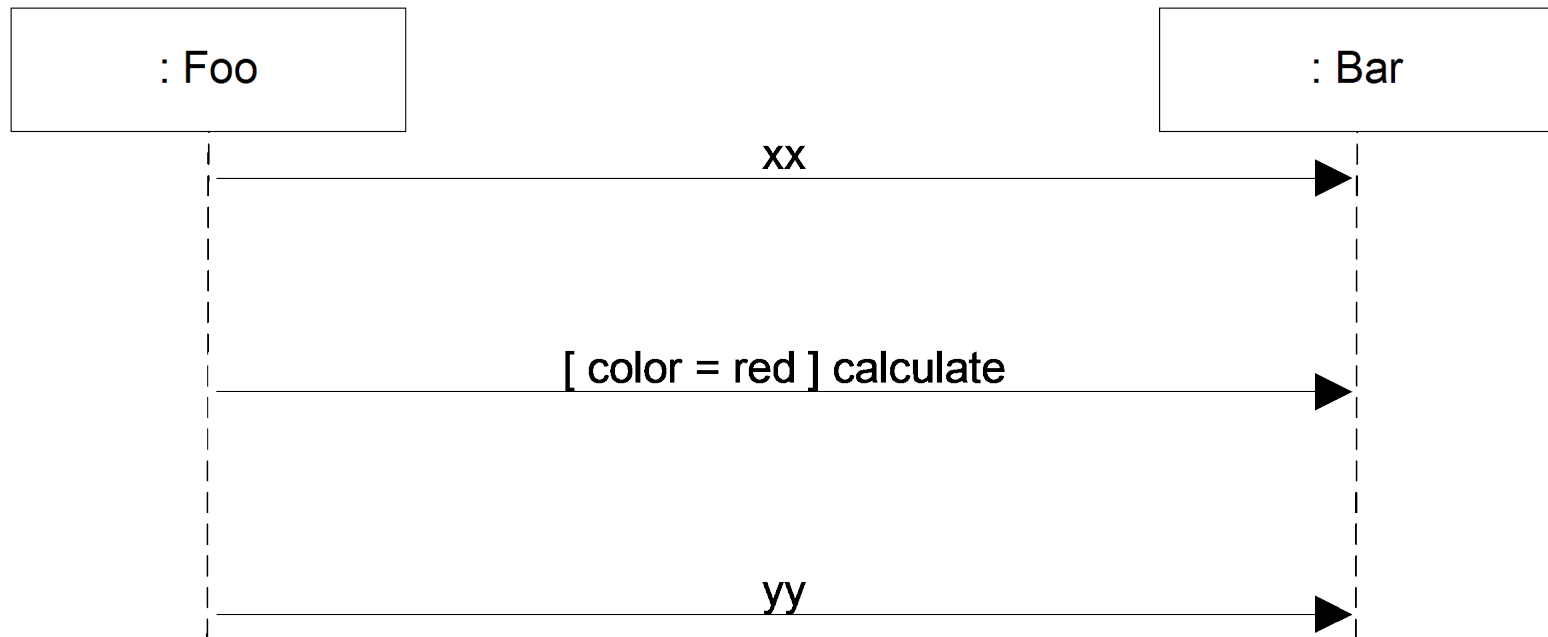 : Foo
: Bar
xx
[ color = red ] calculate
yy